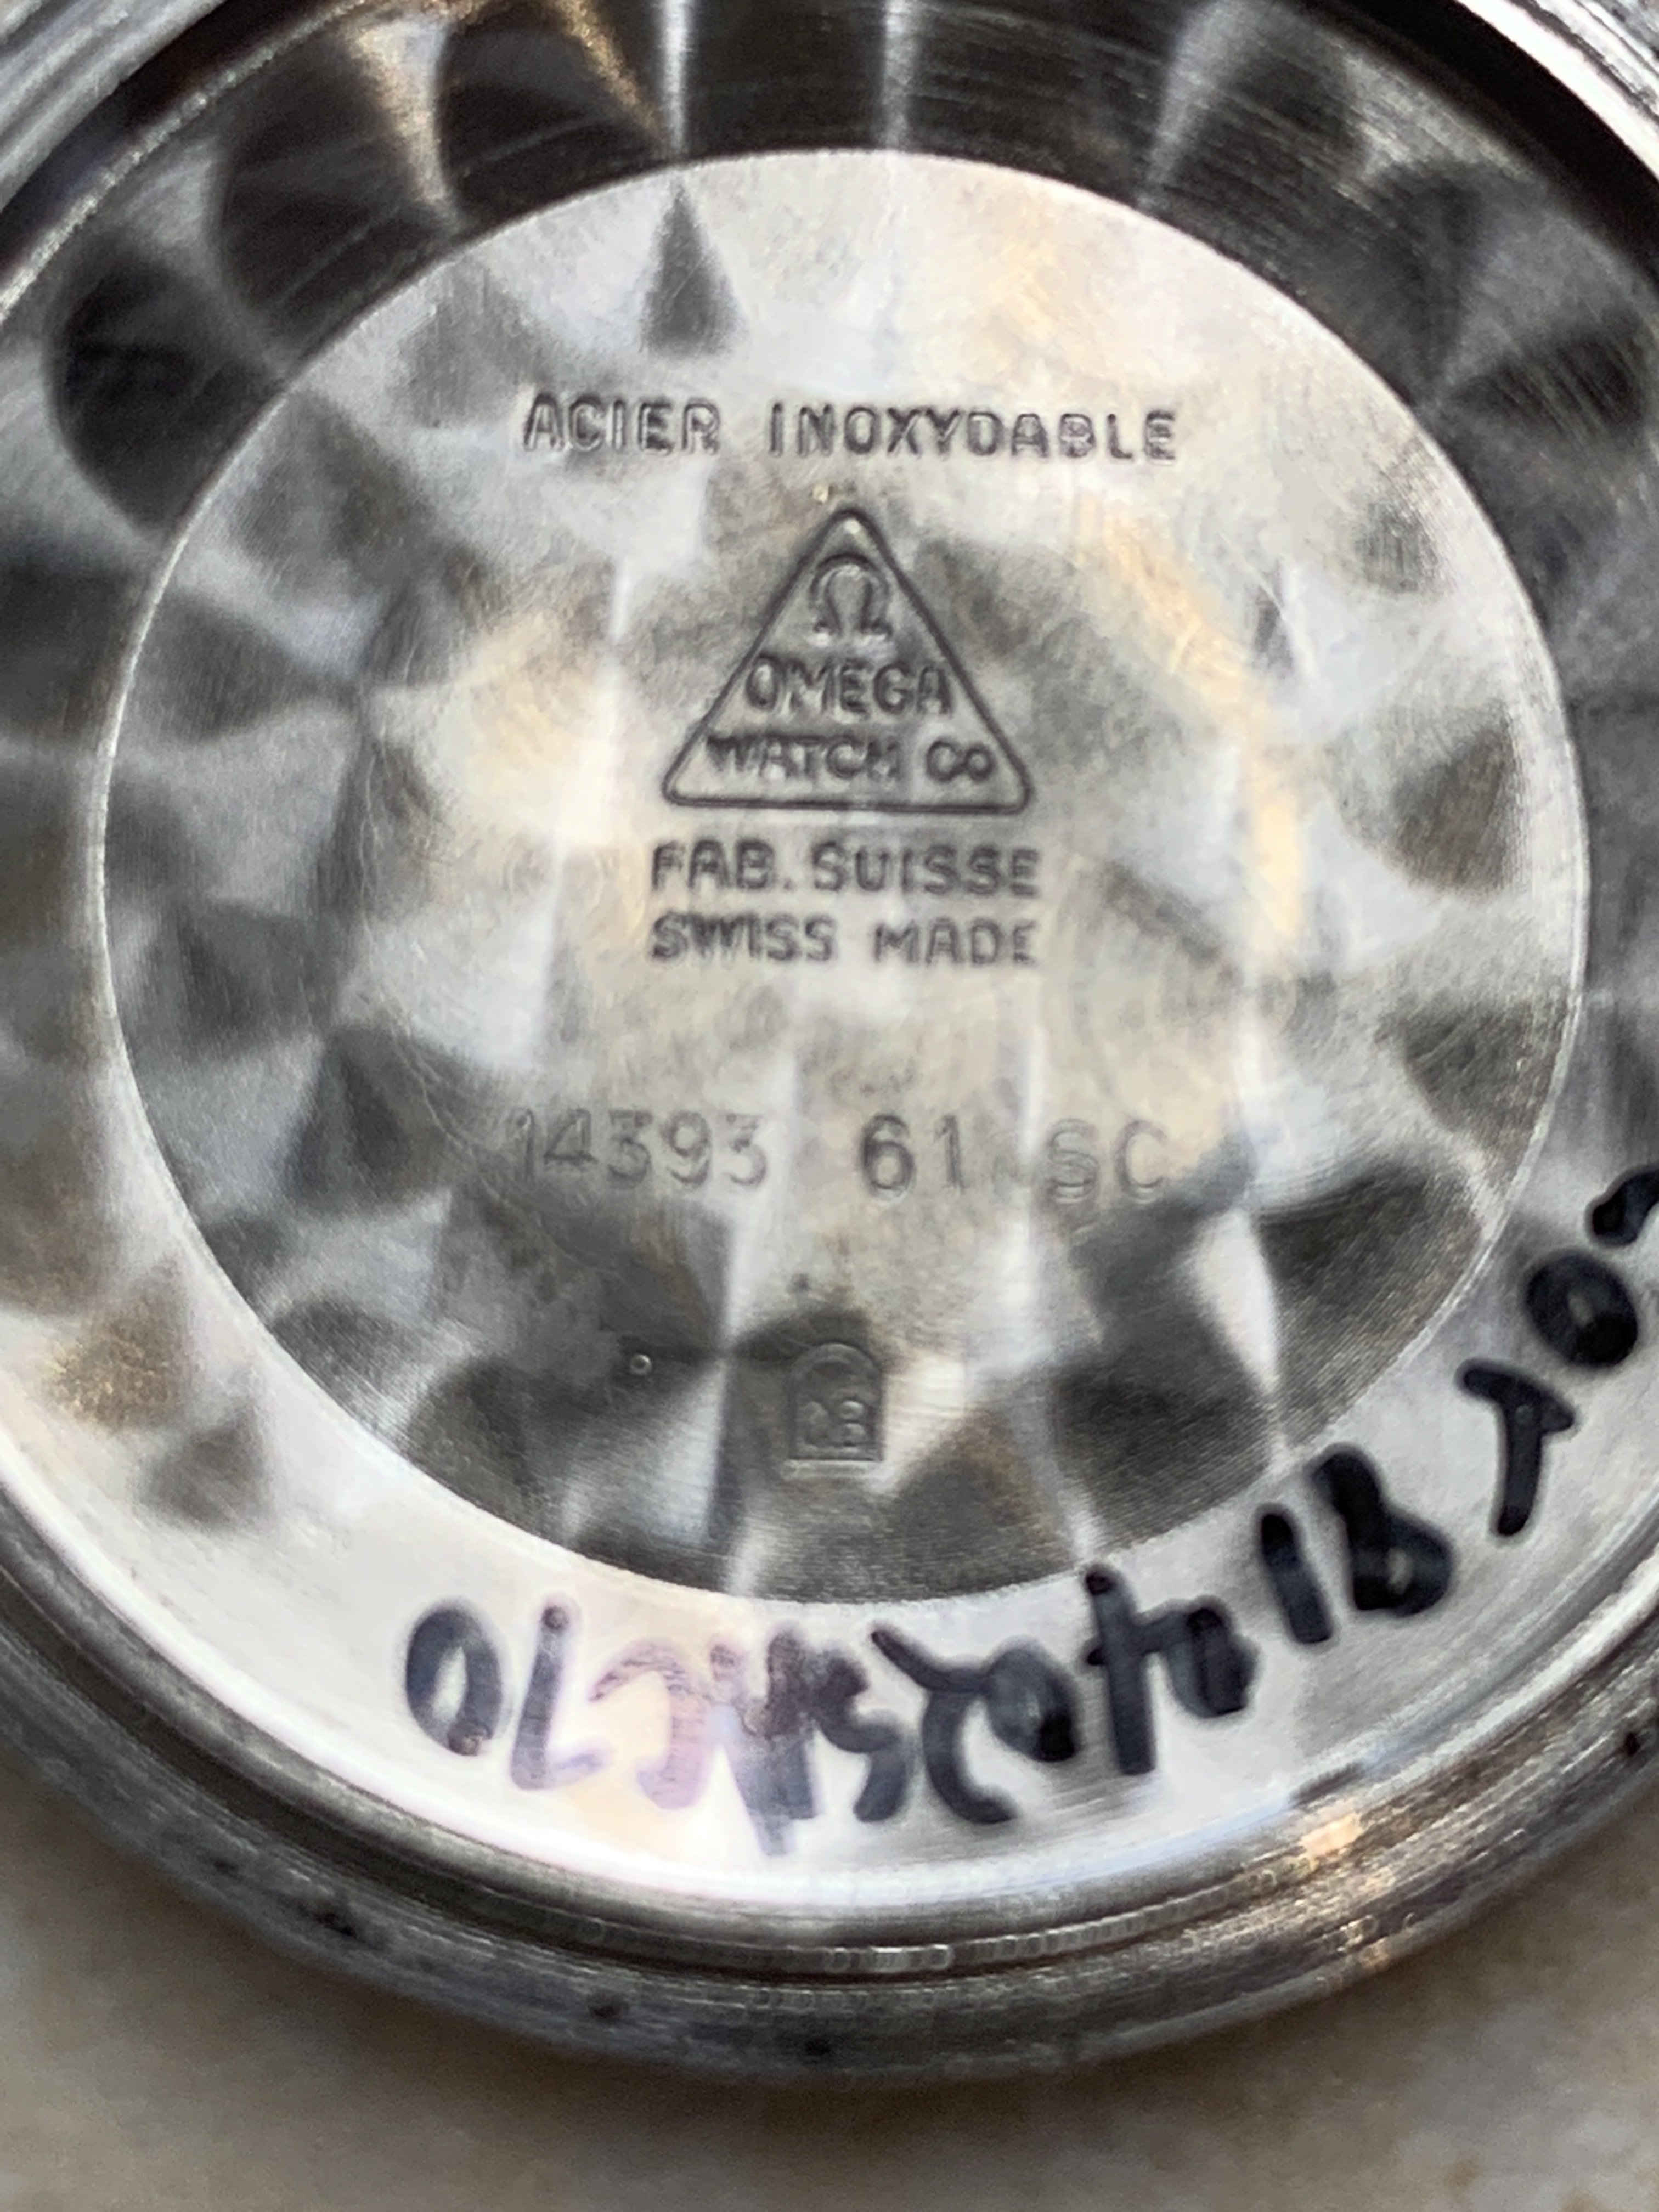 ACIER INOXYDABLE
Ω
OMEGA
WATCH Co
FAB. SUISSE
SWISS MADE
14393 61 SC